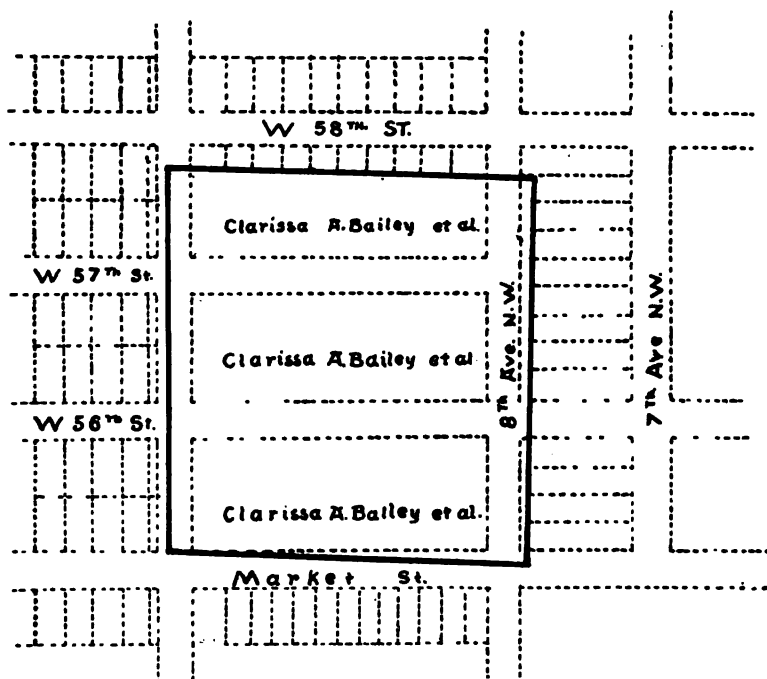 W 58TH. ST.
Clarissa A. Bailey et al.
W 57TH St.
Clarissa A. Bailey et al
8TH Ave. N.W.
7TH Ave N.W.
W 56TH St.
Clarissa A. Bailey et al.
Market St.